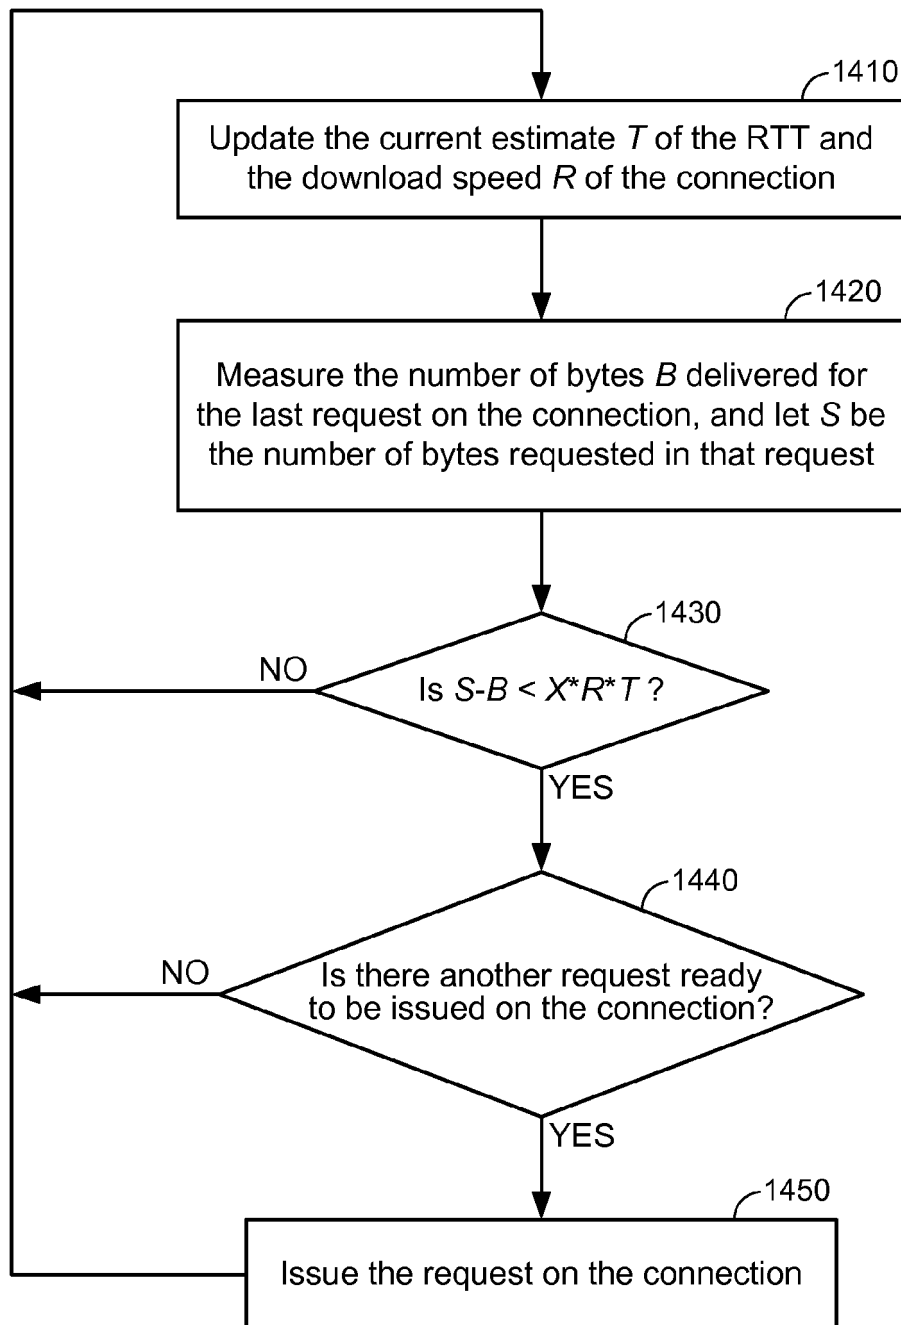 1410
Update the current estimate T of the RTT and
the download speed R of the connection
1420
Measure the number of bytes B delivered for
the last request on the connection, and let S be
the number of bytes requested in that request
1430
NO
Is S-B < X*R*T ?
YES
1440
NO
Is there another request ready
to be issued on the connection?
YES
1450
Issue the request on the connection